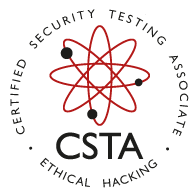 CERTIFIED SECURITY TESTING ASSOCIATE
CSTA
• ETHICAL HACKING •